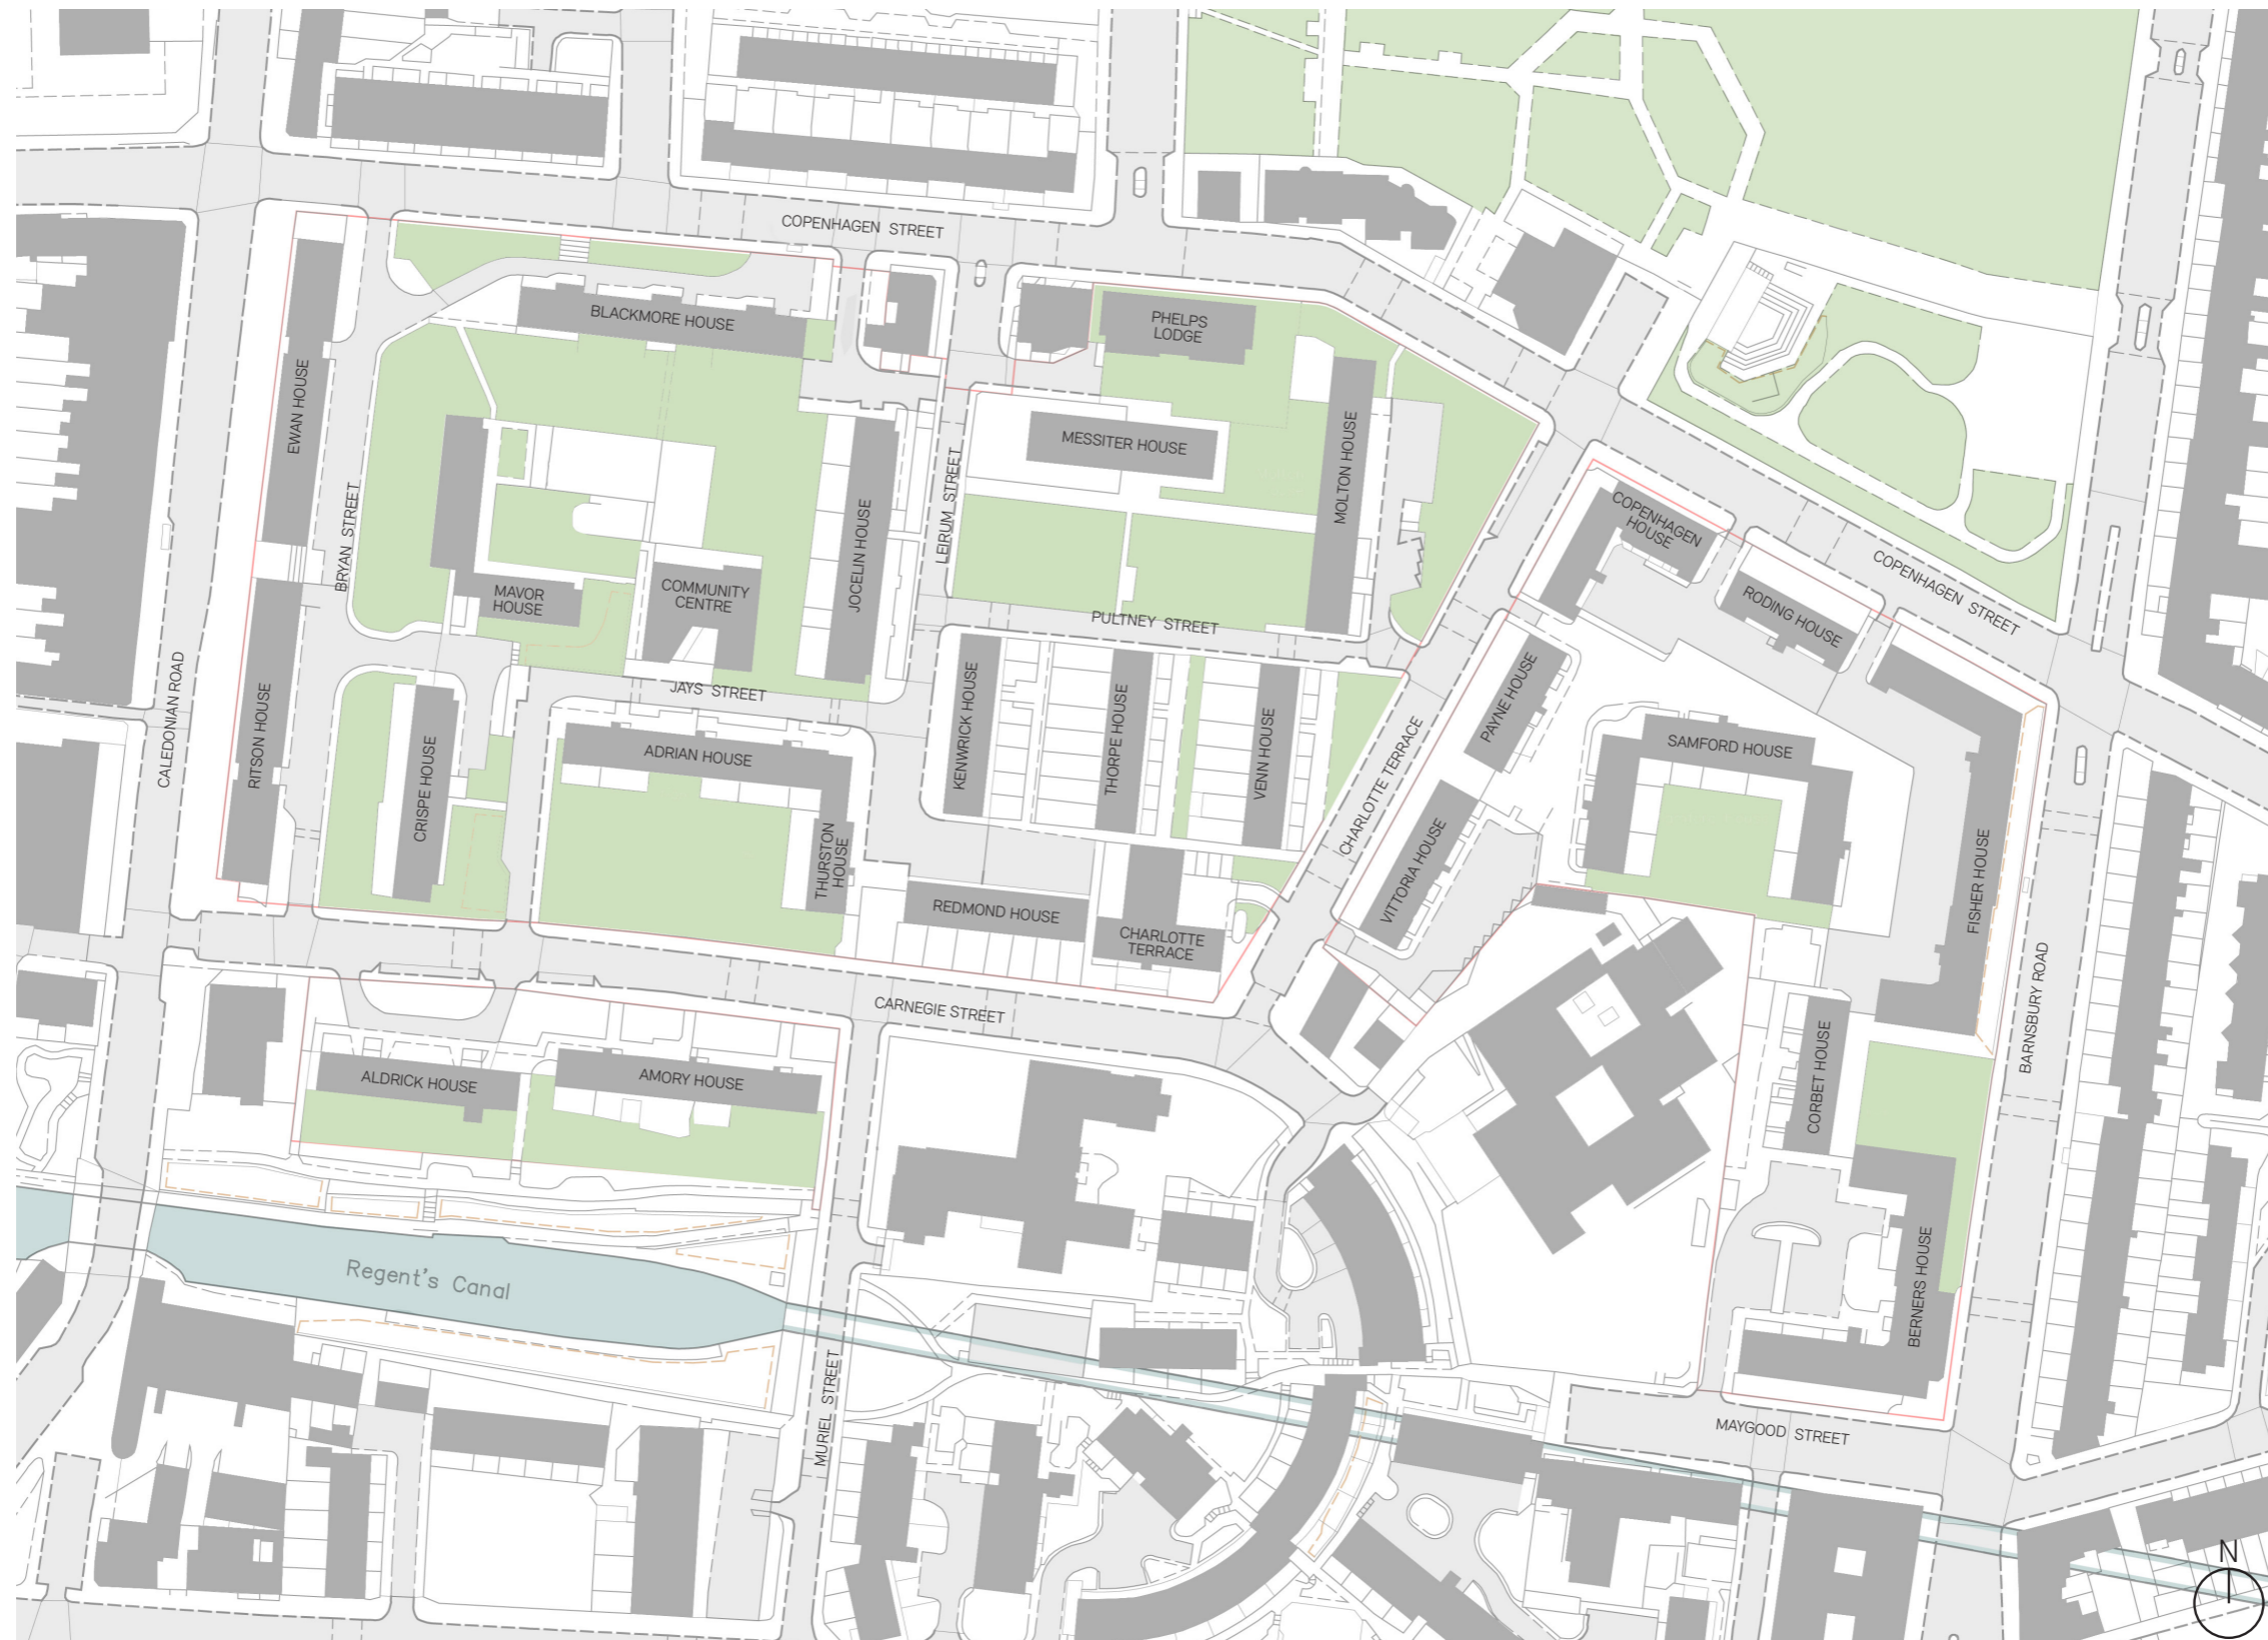 COPENHAGEN STREET
BLACKMORE HOUSE
PHELPS
LODGE
EWAN HOUSE
MESSITER HOUSE
MOLTON HOUSE
BRYAN STREET
LEIRUM STREET
JOCELIN HOUSE
COPENHAGEN
HOUSE
COPENHAGEN STREET
MAVOR
HOUSE
COMMUNITY
CENTRE
RODING HOUSE
PULTNEY STREET
CALEDONIAN ROAD
RITSON HOUSE
JAYS STREET
KENWRICK HOUSE
THORPE HOUSE
VENN HOUSE
PAYNE HOUSE
CRISPE HOUSE
ADRIAN HOUSE
CHARLOTTE TERRACE
SAMFORD HOUSE
THURSTON
HOUSE
VITTORIA HOUSE
FISHER HOUSE
REDMOND HOUSE
CHARLOTTE
TERRACE
CARNEGIE STREET
BARNSBURY ROAD
ALDRICK HOUSE
AMORY HOUSE
CORBET HOUSE
Regent's Canal
BERNERS HOUSE
MURIEL STREET
MAYGOOD STREET
N